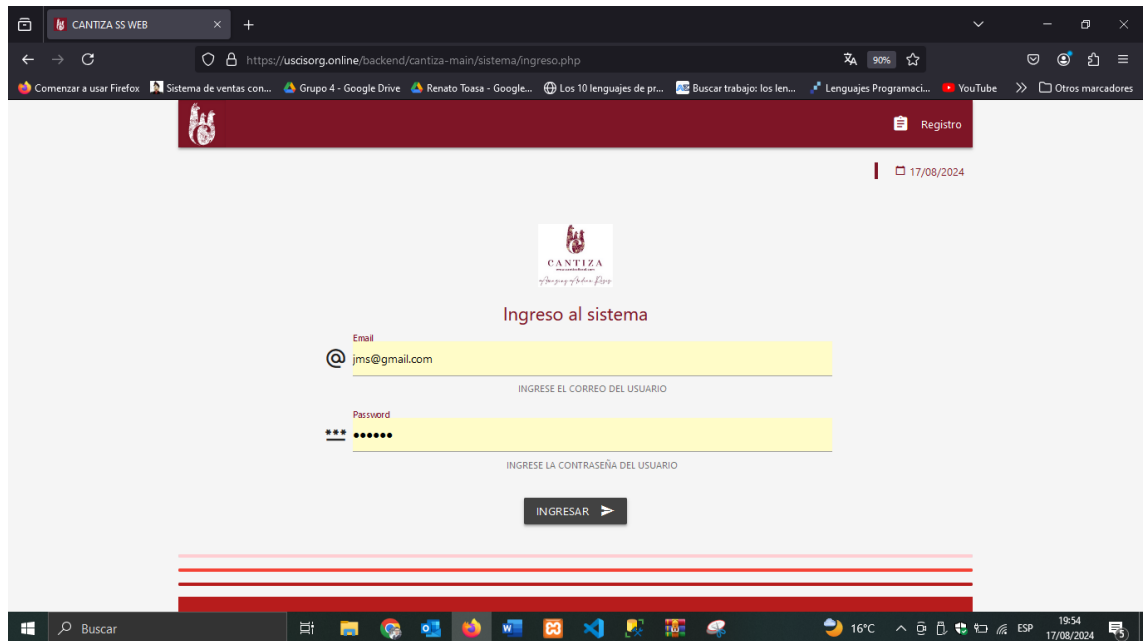 CANTIZA SS WEB
https://uscisorg.online/backend/cantiza-main/sistema/ingreso.php
90%
Comenzar a usar Firefox
Sistema de ventas con...
Grupo 4 - Google Drive
Renato Toasa - Google...
Los 10 lenguajes de pr...
Buscar trabajo: los len...
Lenguajes Programaci...
YouTube
Otros marcadores
Registro
17/08/2024
CANTIZA
Ingreso al sistema
Email
jms@gmail.com
INGRESE EL CORREO DEL USUARIO
Password
••••••
INGRESE LA CONTRASEÑA DEL USUARIO
INGRESAR
Buscar
16°C
ESP
19:54
17/08/2024